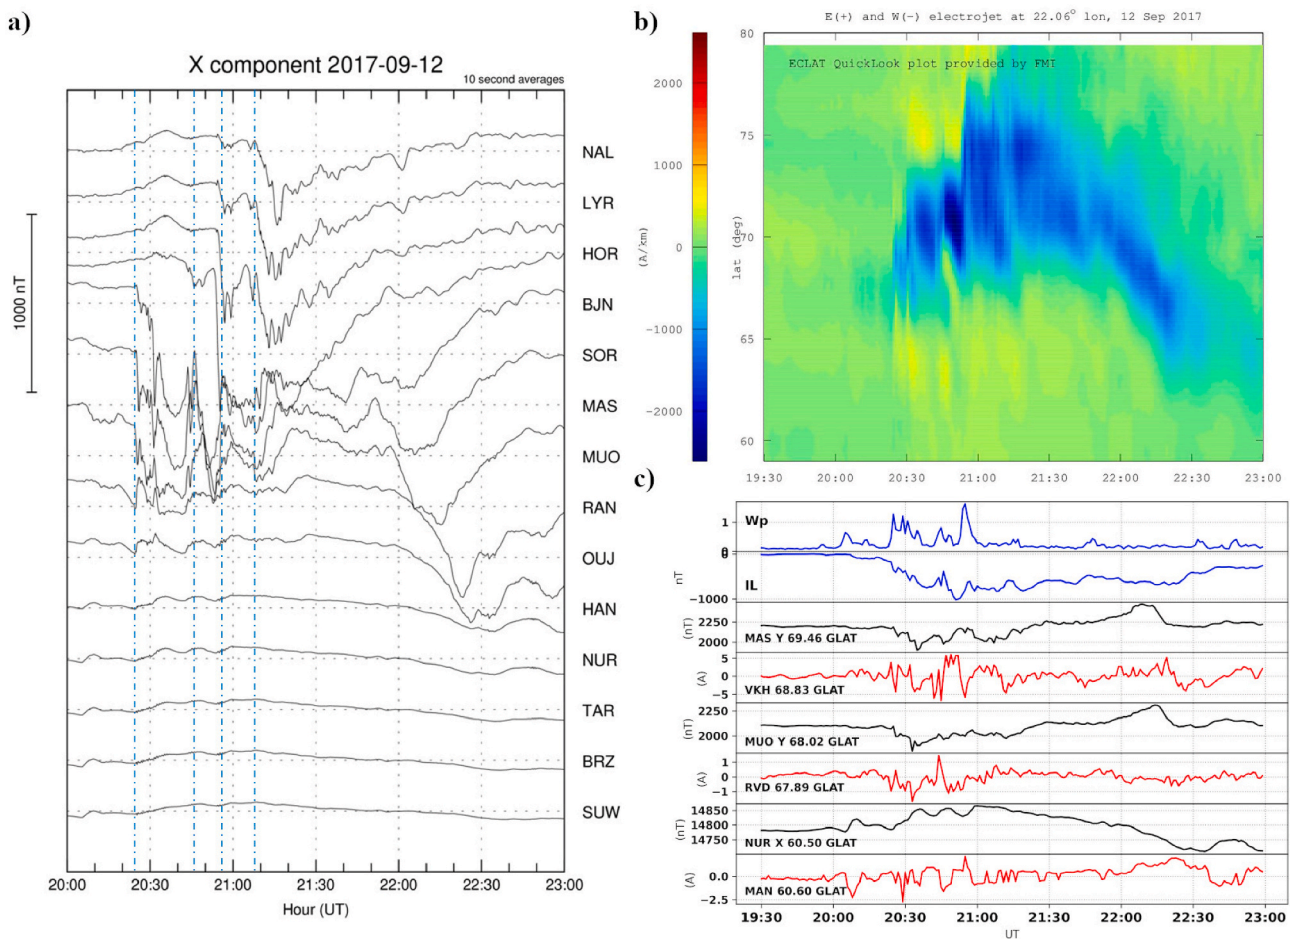 a)
X component 2017-09-12
10 second averages
1000 nT
NAL
LYR
HOR
BJN
SOR
MAS
MUO
RAN
OUJ
HAN
NUR
TAR
BRZ
SUW
20:00 20:30 21:00 21:30 22:00 22:30 23:00
Hour (UT)
b)
E(+) and W(-) electrojet at 22.06° lon, 12 Sep 2017
ECLAT QuickLook plot provided by FMI
2000
1000
0
-1000
-2000
(A/km)
80
75
70
65
60
lat (deg)
19:30 20:00 20:30 21:00 21:30 22:00 22:30 23:00
c)
Wp
1
0
IL
0
−1000
nT
MAS Y 69.46 GLAT
2250
2000
(nT)
VKH 68.83 GLAT
5
0
−5
(A)
MUO Y 68.02 GLAT
2250
2000
(nT)
RVD 67.89 GLAT
1
0
−1
(A)
NUR X 60.50 GLAT
14850
14800
14750
(nT)
MAN 60.60 GLAT
0.0
−2.5
(A)
19:30 20:00 20:30 21:00 21:30 22:00 22:30 23:00
UT